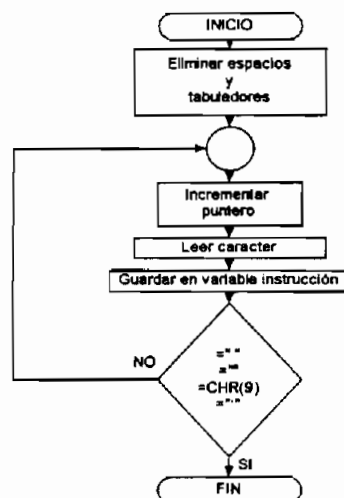 INICIO
Eliminar espacios
y
tabuladores
Incrementar
puntero
Leer caracter
Guardar en variable instrucción
NO
=" "
=""
=CHR(9)
SI
FIN